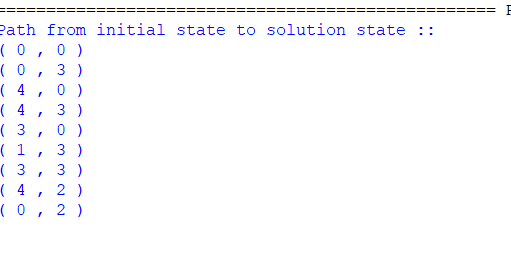 ===================================================== 
Path from initial state to solution state ::
( 0 , 0 )
( 0 , 3 )
( 4 , 0 )
( 4 , 3 )
( 3 , 0 )
( 1 , 3 )
( 3 , 3 )
( 4 , 2 )
( 0 , 2 )